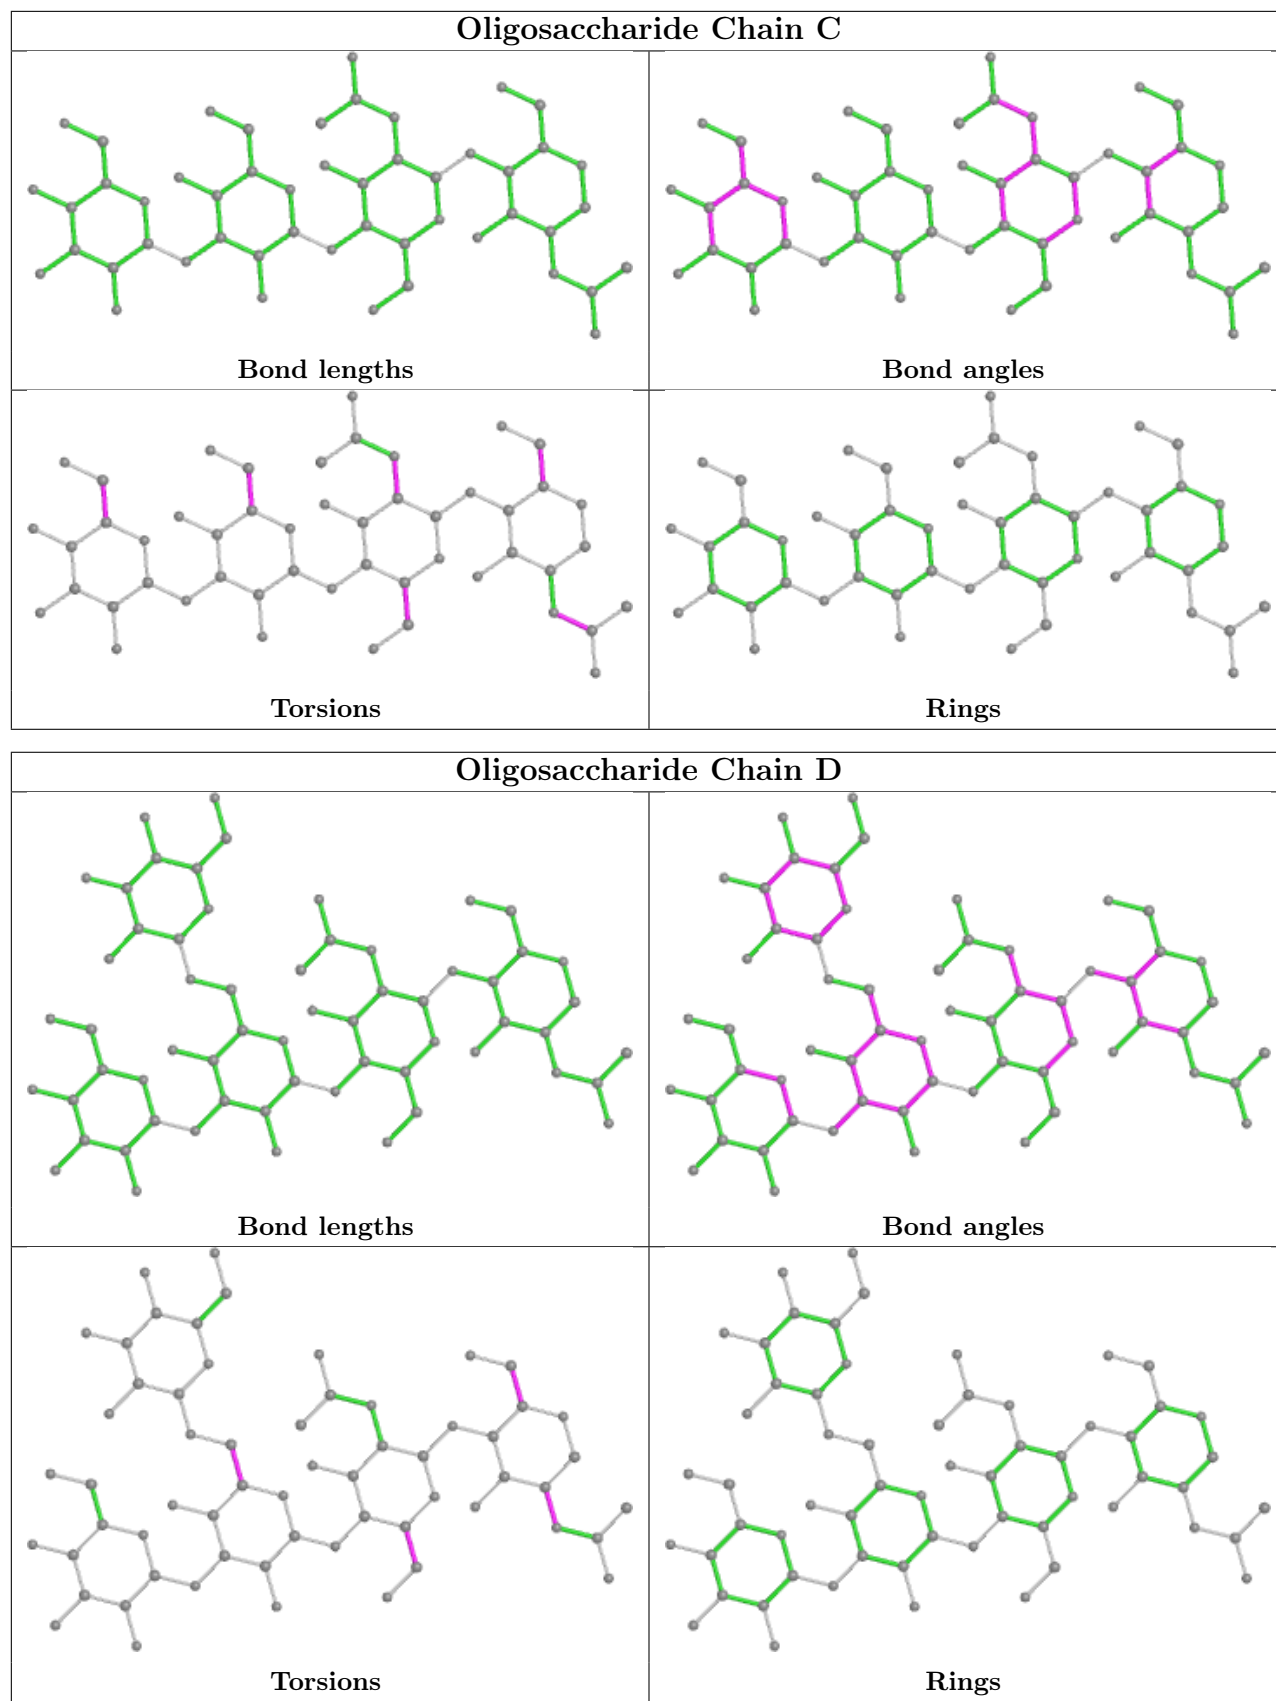 Oligosaccharide Chain C
Bond lengths
Bond angles
Torsions
Rings
Oligosaccharide Chain D
Bond lengths
Bond angles
Torsions
Rings